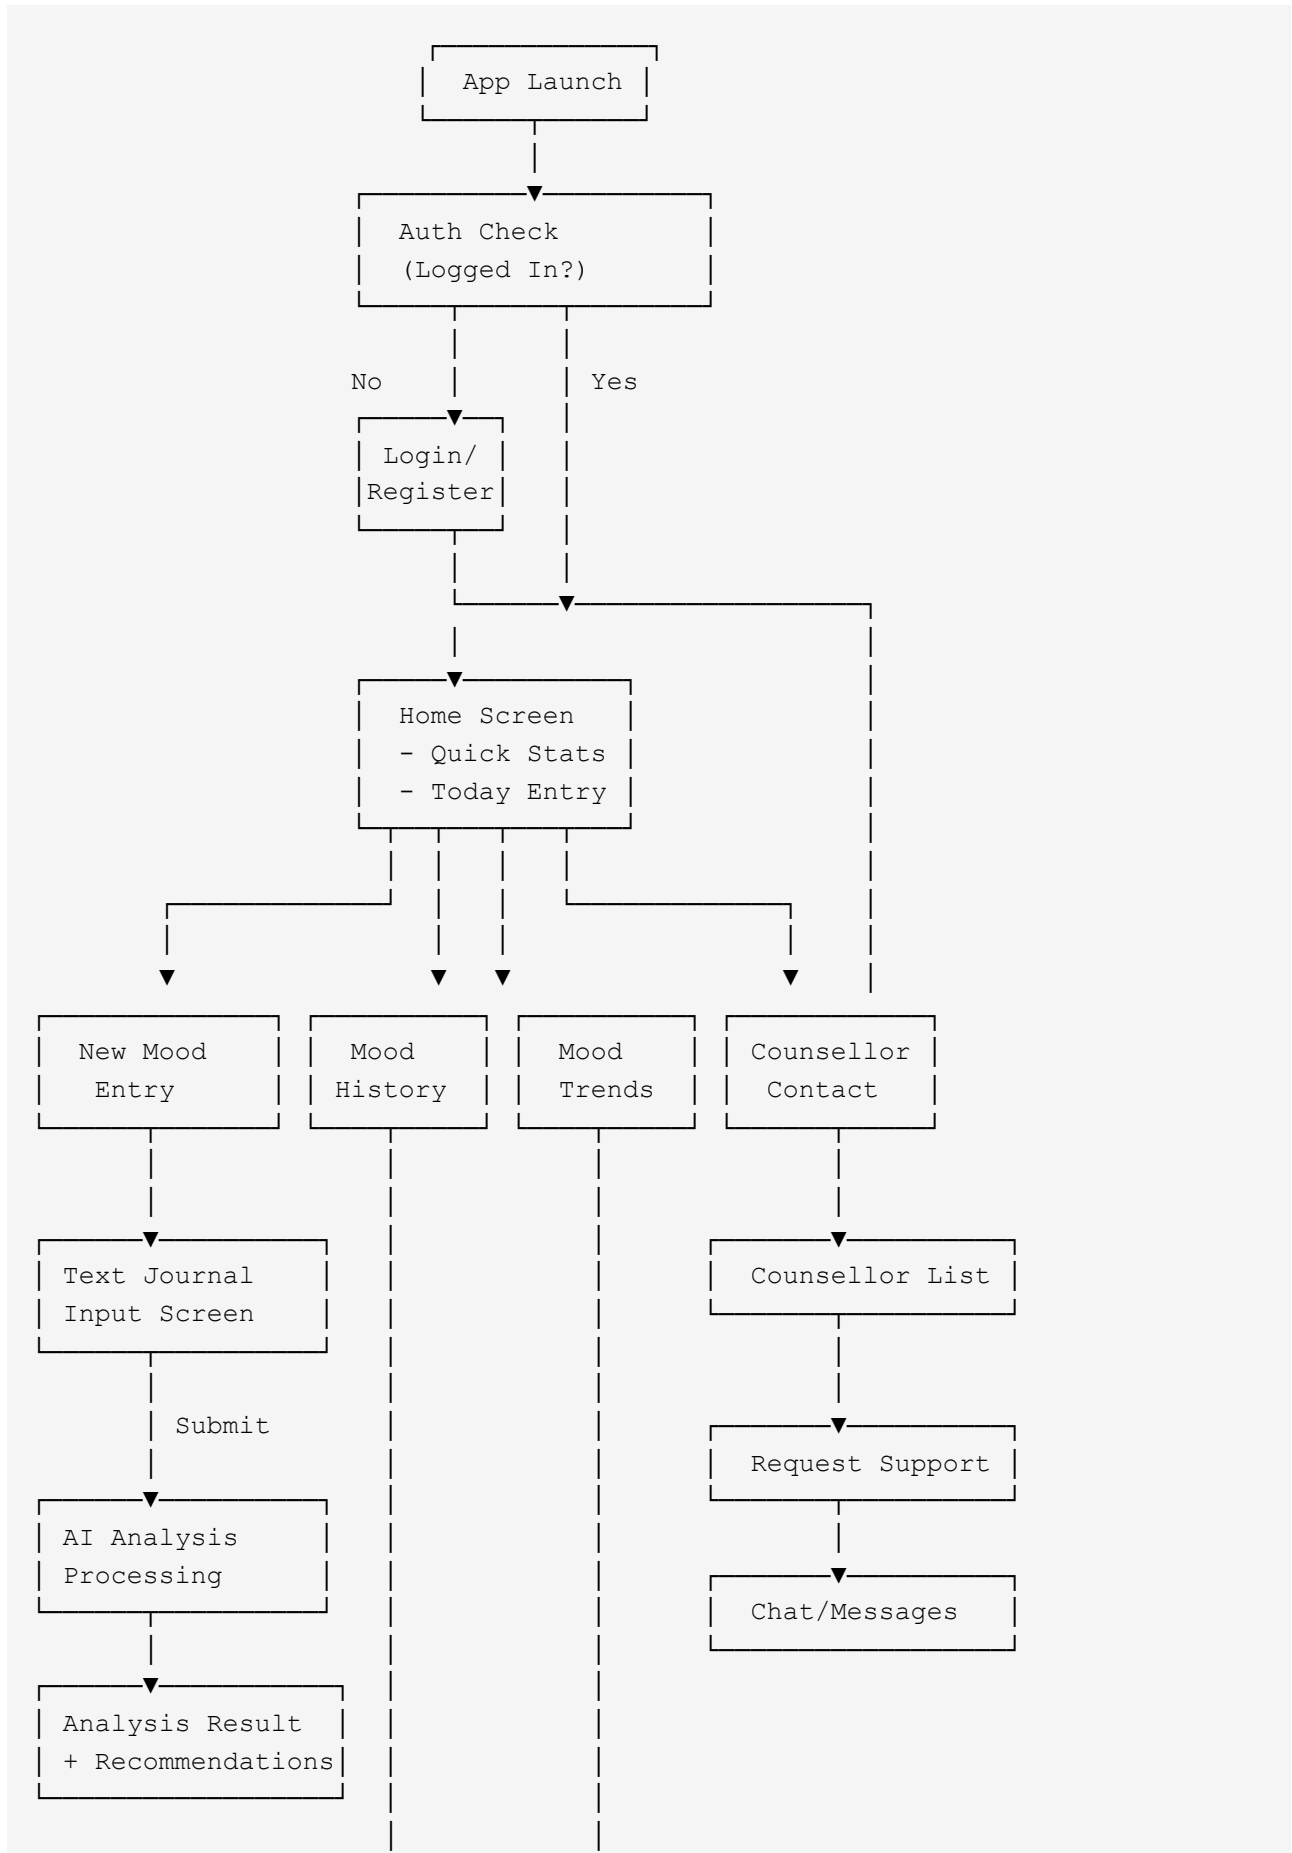 App Launch
Auth Check
(Logged In?)
No
Yes
Login/
Register
Home Screen
- Quick Stats
- Today Entry
New Mood
Entry
Mood
History
Mood
Trends
Counsellor
Contact
Text Journal
Input Screen
Counsellor List
Submit
Request Support
AI Analysis
Processing
Chat/Messages
Analysis Result
+ Recommendations